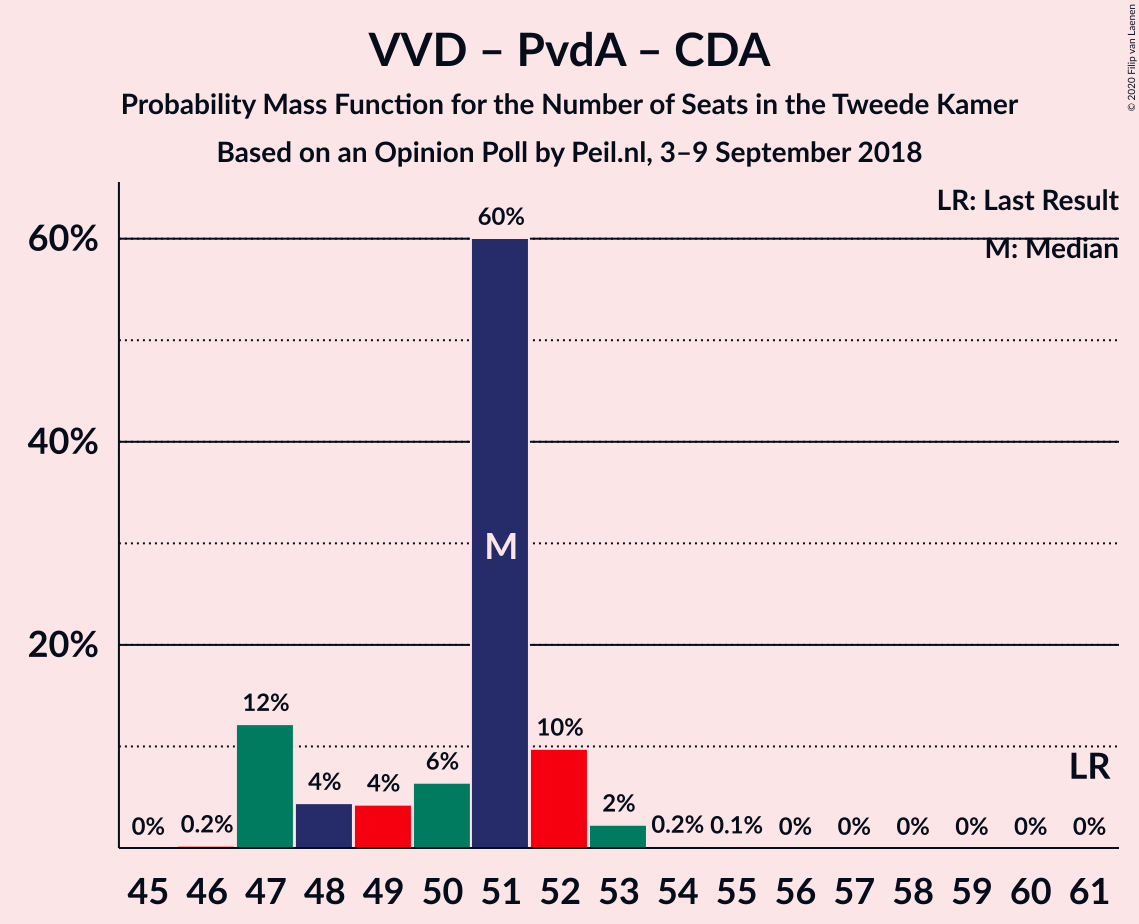 VVD – PvdA – CDA
Probability Mass Function for the Number of Seats in the Tweede Kamer
Based on an Opinion Poll by Peil.nl, 3–9 September 2018
© 2020 Filip van Laenen
LR: Last Result
M: Median
60%
40%
20%
0% 0.2% 12% 4% 4% 6% 60% 10% 2% 0.2% 0.1% 0% 0% 0% 0% 0% 0%
M
LR
45 46 47 48 49 50 51 52 53 54 55 56 57 58 59 60 61